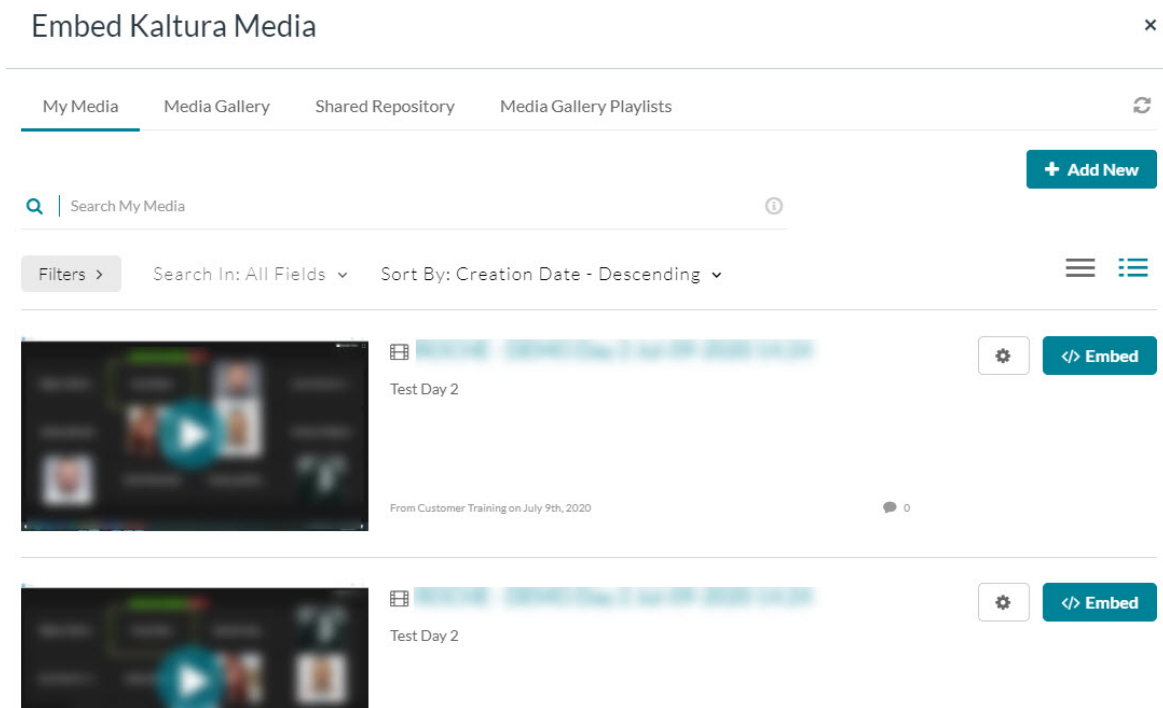 Embed Kaltura Media ×
My Media Media Gallery Shared Repository Media Gallery Playlists
+ Add New
Search My Media
Filters > Search In: All Fields Sort By: Creation Date - Descending
</> Embed
Test Day 2
From Customer Training on July 9th, 2020 0
</> Embed
Test Day 2